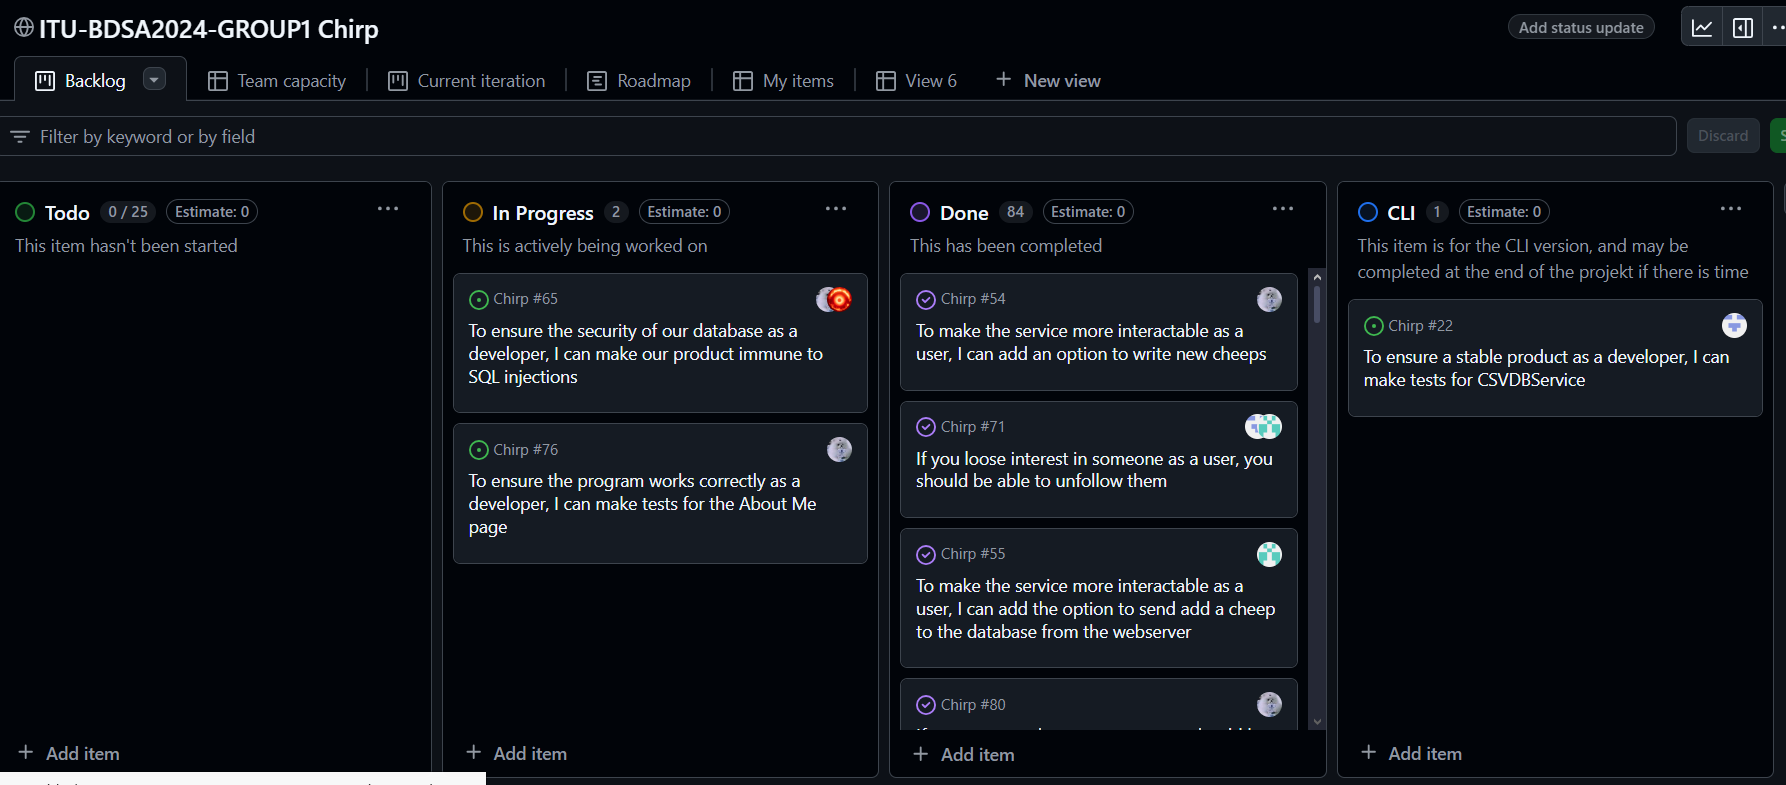 ITU-BDSA2024-GROUP1 Chirp
Add status update
Backlog
Team capacity
Current iteration
Roadmap
My items
View 6
New view
Filter by keyword or by field
Discard
Todo 0 / 25 Estimate: 0
This item hasn't been started
Add item
In Progress 2 Estimate: 0
This is actively being worked on
Chirp #65
To ensure the security of our database as a
developer, I can make our product immune to
SQL injections
Chirp #76
To ensure the program works correctly as a
developer, I can make tests for the About Me
page
Add item
Done 84 Estimate: 0
This has been completed
Chirp #54
To make the service more interactable as a
user, I can add an option to write new cheeps
Chirp #71
If you loose interest in someone as a user, you
should be able to unfollow them
Chirp #55
To make the service more interactable as a
user, I can add the option to send add a cheep
to the database from the webserver
Chirp #80
Add item
CLI 1 Estimate: 0
This item is for the CLI version, and may be
completed at the end of the projekt if there is time
Chirp #22
To ensure a stable product as a developer, I can
make tests for CSVDBService
Add item